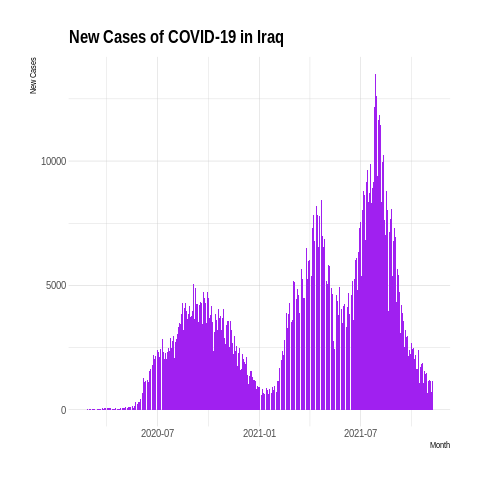 New Cases of COVID-19 in Iraq
New Cases
10000
5000
0
2020-07
2021-01
2021-07
Month